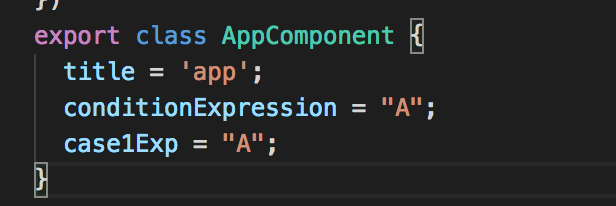 })
export class AppComponent {
title = 'app';
conditionExpression = "A";
case1Exp = "A";
}